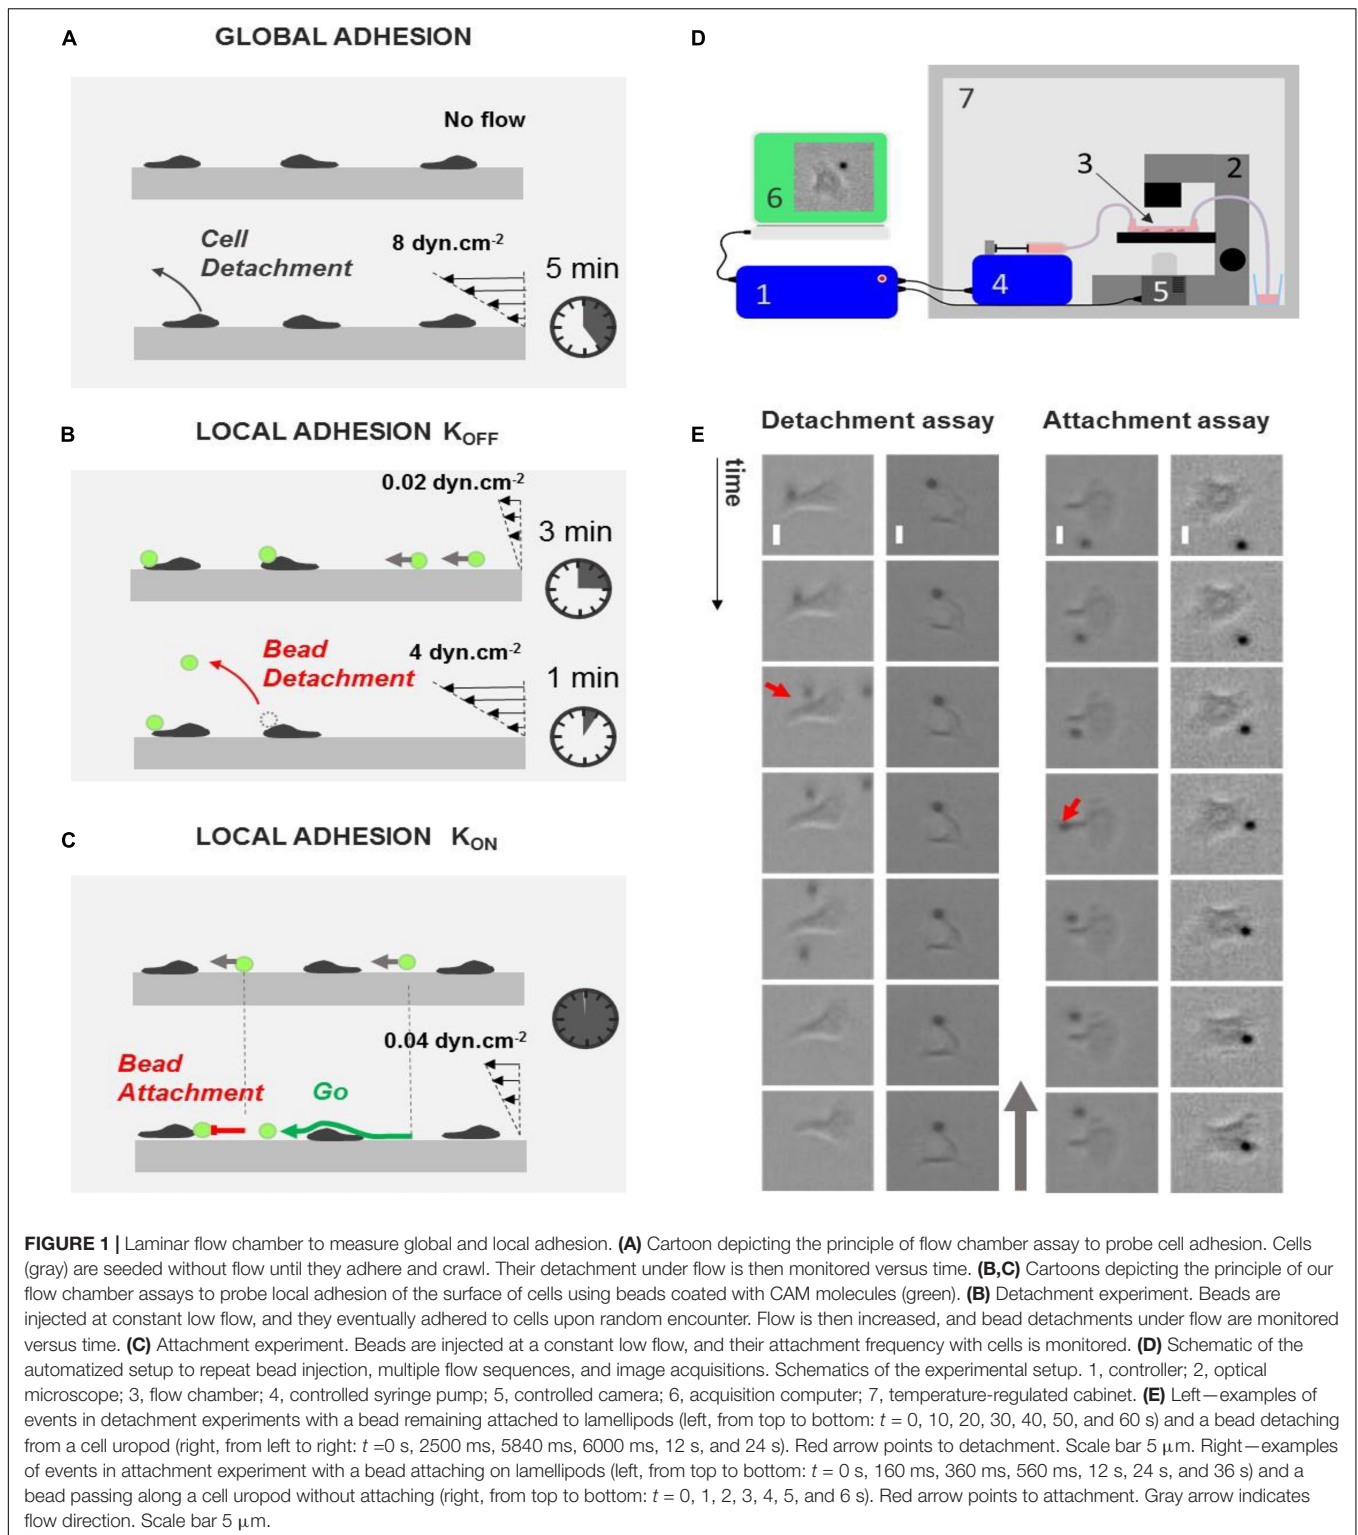 A
GLOBAL ADHESION
No flow
Cell
Detachment
8 dyn.cm-2
5 min
B
LOCAL ADHESION KOFF
0.02 dyn.cm-2
3 min
Bead
Detachment
4 dyn.cm-2
1 min
C
LOCAL ADHESION KON
0.04 dyn.cm-2
Bead
Attachment
Go
D
7
6
3
2
1
4
5
E
Detachment assay
Attachment assay
time
FIGURE 1 | Laminar flow chamber to measure global and local adhesion. (A) Cartoon depicting the principle of flow chamber assay to probe cell adhesion. Cells
(gray) are seeded without flow until they adhere and crawl. Their detachment under flow is then monitored versus time. (B,C) Cartoons depicting the principle of our
flow chamber assays to probe local adhesion of the surface of cells using beads coated with CAM molecules (green). (B) Detachment experiment. Beads are
injected at constant low flow, and they eventually adhered to cells upon random encounter. Flow is then increased, and bead detachments under flow are monitored
versus time. (C) Attachment experiment. Beads are injected at a constant low flow, and their attachment frequency with cells is monitored. (D) Schematic of the
automatized setup to repeat bead injection, multiple flow sequences, and image acquisitions. Schematics of the experimental setup. 1, controller; 2, optical
microscope; 3, flow chamber; 4, controlled syringe pump; 5, controlled camera; 6, acquisition computer; 7, temperature-regulated cabinet. (E) Left—examples of
events in detachment experiments with a bead remaining attached to lamellipods (left, from top to bottom: t = 0, 10, 20, 30, 40, 50, and 60 s) and a bead detaching
from a cell uropod (right, from left to right: t =0 s, 2500 ms, 5840 ms, 6000 ms, 12 s, and 24 s). Red arrow points to detachment. Scale bar 5 μm. Right—examples
of events in attachment experiment with a bead attaching on lamellipods (left, from top to bottom: t = 0 s, 160 ms, 360 ms, 560 ms, 12 s, 24 s, and 36 s) and a
bead passing along a cell uropod without attaching (right, from top to bottom: t = 0, 1, 2, 3, 4, 5, and 6 s). Red arrow points to attachment. Gray arrow indicates
flow direction. Scale bar 5 μm.